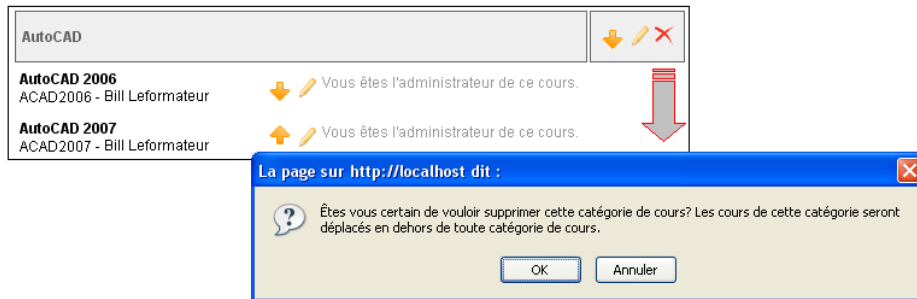 AutoCAD
AutoCAD 2006
ACAD2006 - Bill Leformateur
Vous êtes l'administrateur de ce cours.
AutoCAD 2007
ACAD2007 - Bill Leformateur
Vous êtes l'administrateur de ce cours.
La page sur http://localhost dit :
Êtes vous certain de vouloir supprimer cette catégorie de cours? Les cours de cette catégorie seront
déplacés en dehors de toute catégorie de cours.
OK
Annuler